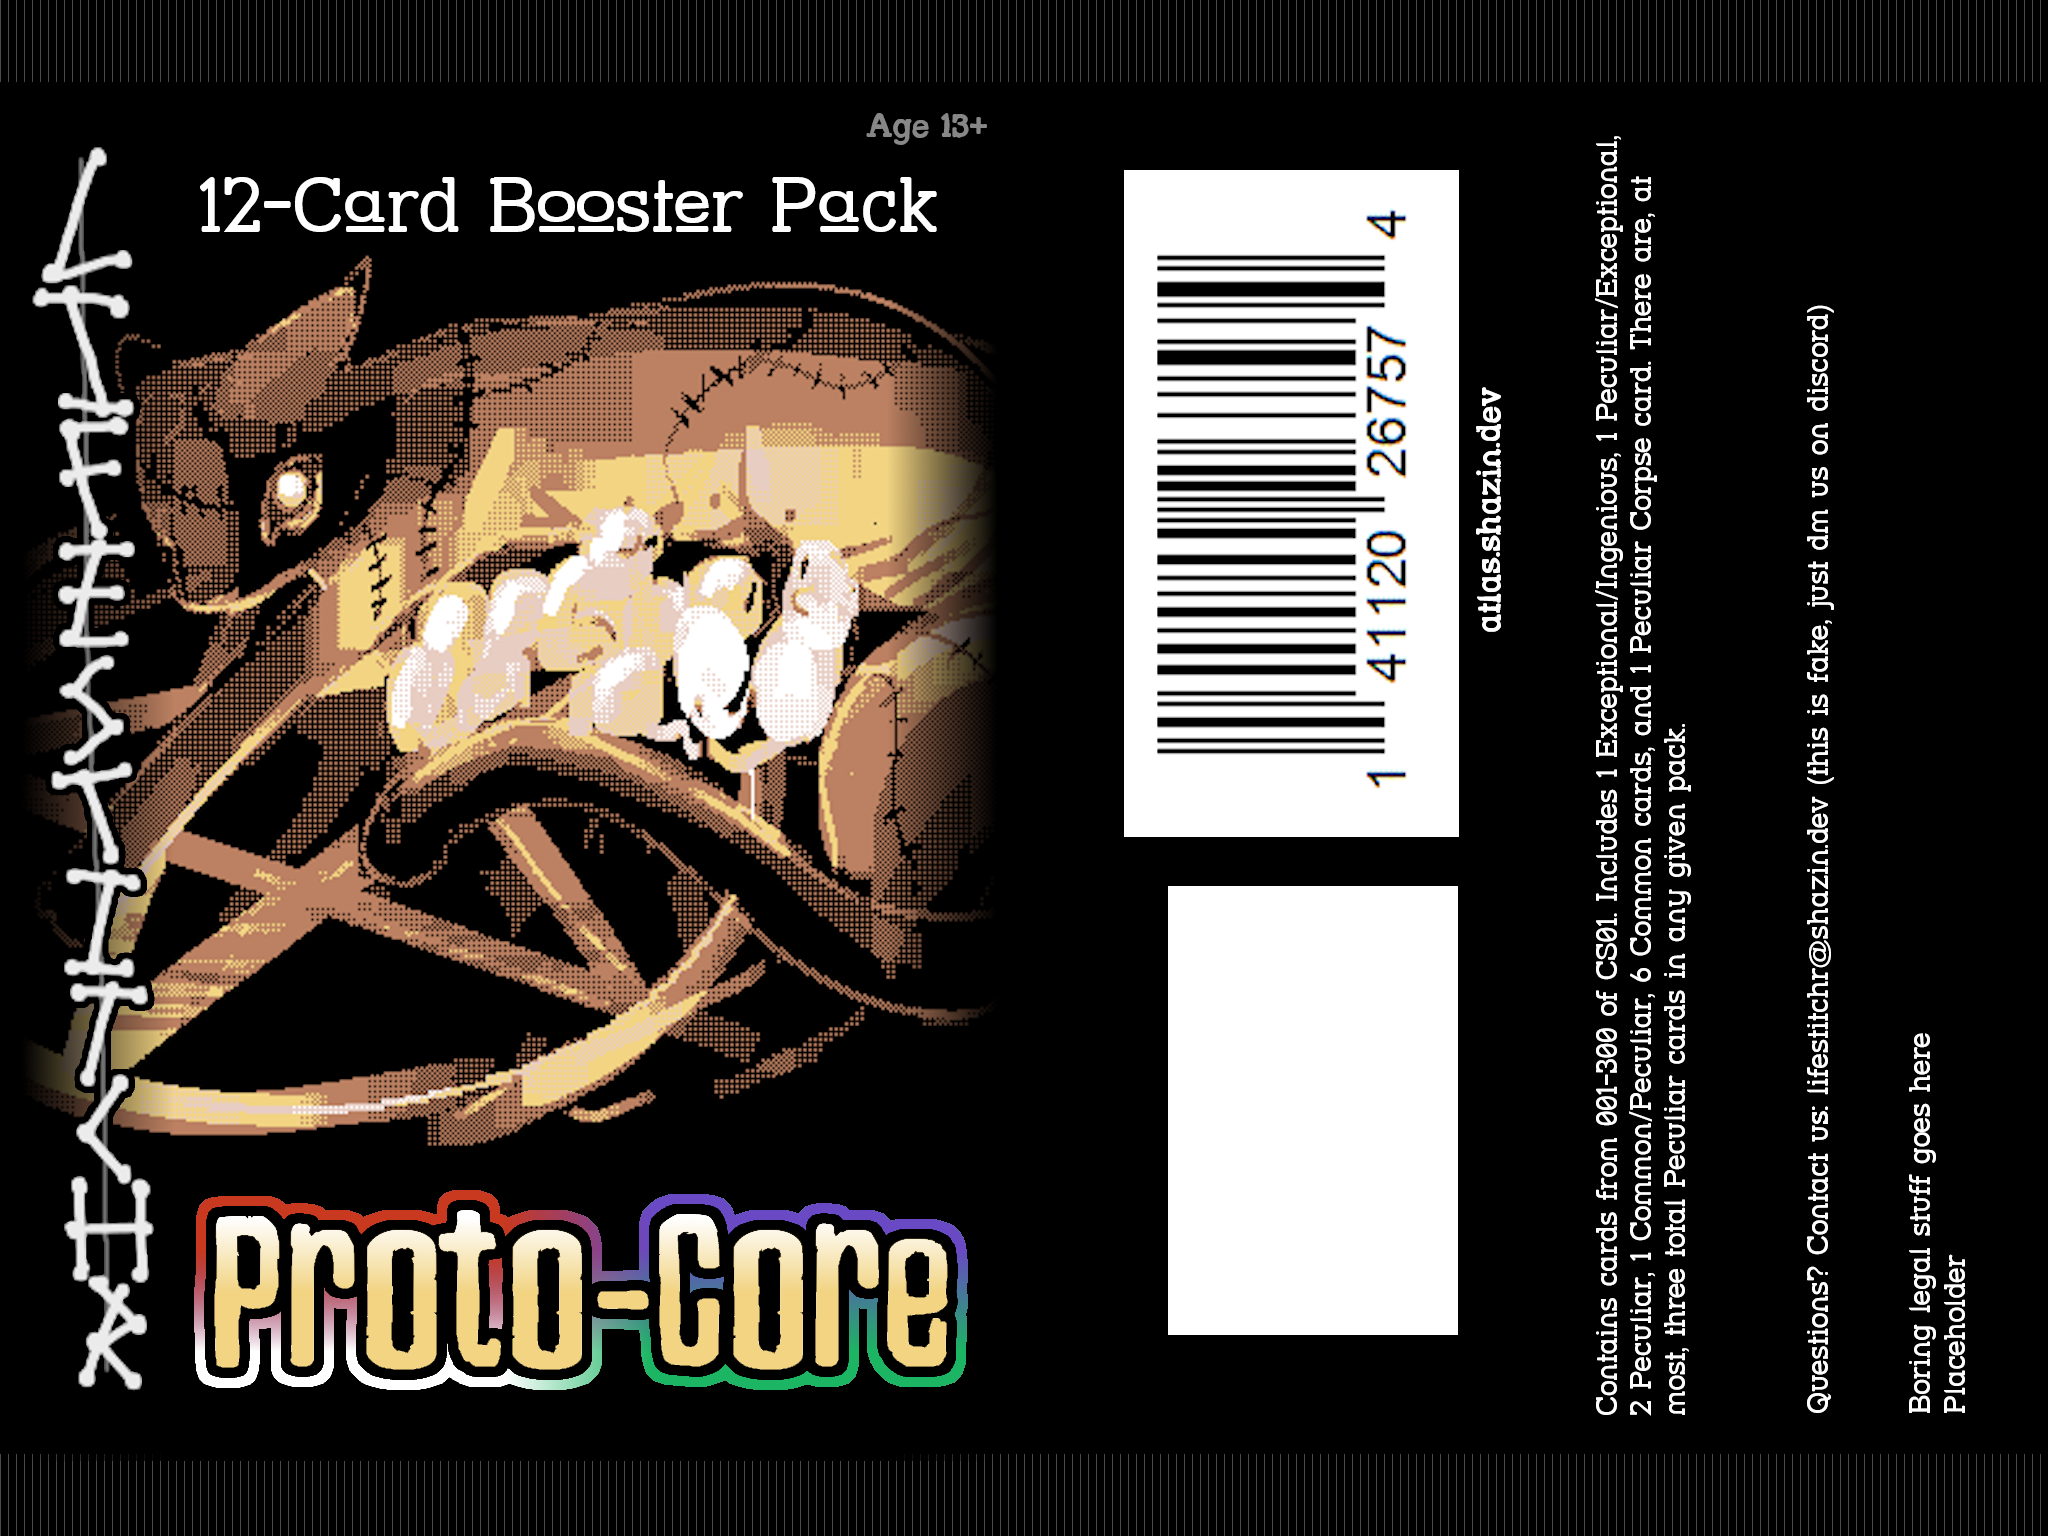 Age 13+
12-Card Booster Pack
Proto-Core
1 41120 26757 4
atlas.shazin.dev
Contains cards from 001-300 of CS01. Includes 1 Exceptional/Ingenious, 1 Peculiar/Exceptional,
2 Peculiar, 1 Common/Peculiar, 6 Common cards, and 1 Peculiar Corpse card. There are, at
most, three total Peculiar cards in any given pack.
Questions? Contact us: lifestitchr@shazin.dev (this is fake, just dm us on discord)
Boring legal stuff goes here
Placeholder